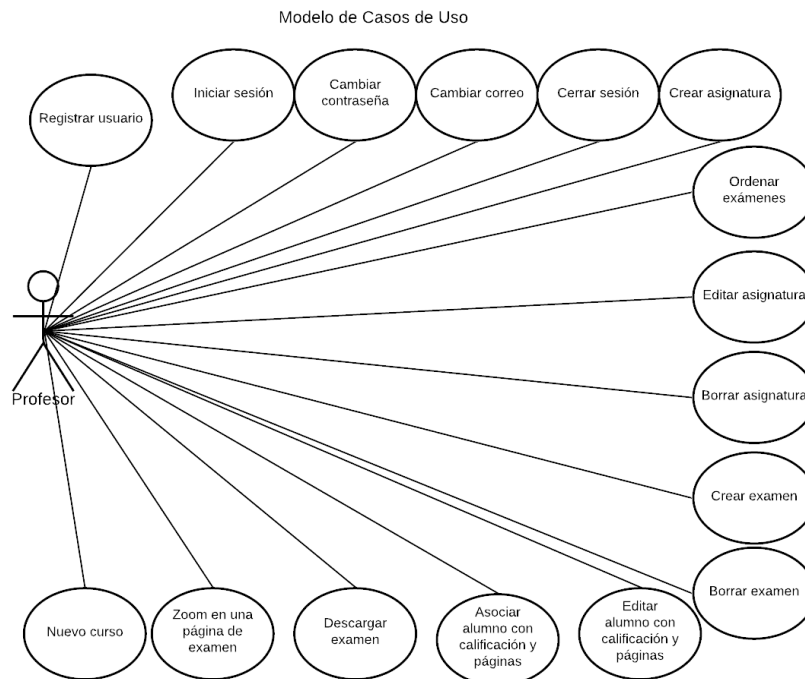 Modelo de Casos de Uso
Registrar usuario
Iniciar sesión
Cambiar
contraseña
Cambiar correo
Cerrar sesión
Crear asignatura
Ordenar
exámenes
Editar asignatura
Borrar asignatura
Crear examen
Borrar examen
Profesor
Nuevo curso
Zoom en una
página de
examen
Descargar
examen
Asociar
alumno con
calificación y
páginas
Editar
alumno con
calificación y
páginas